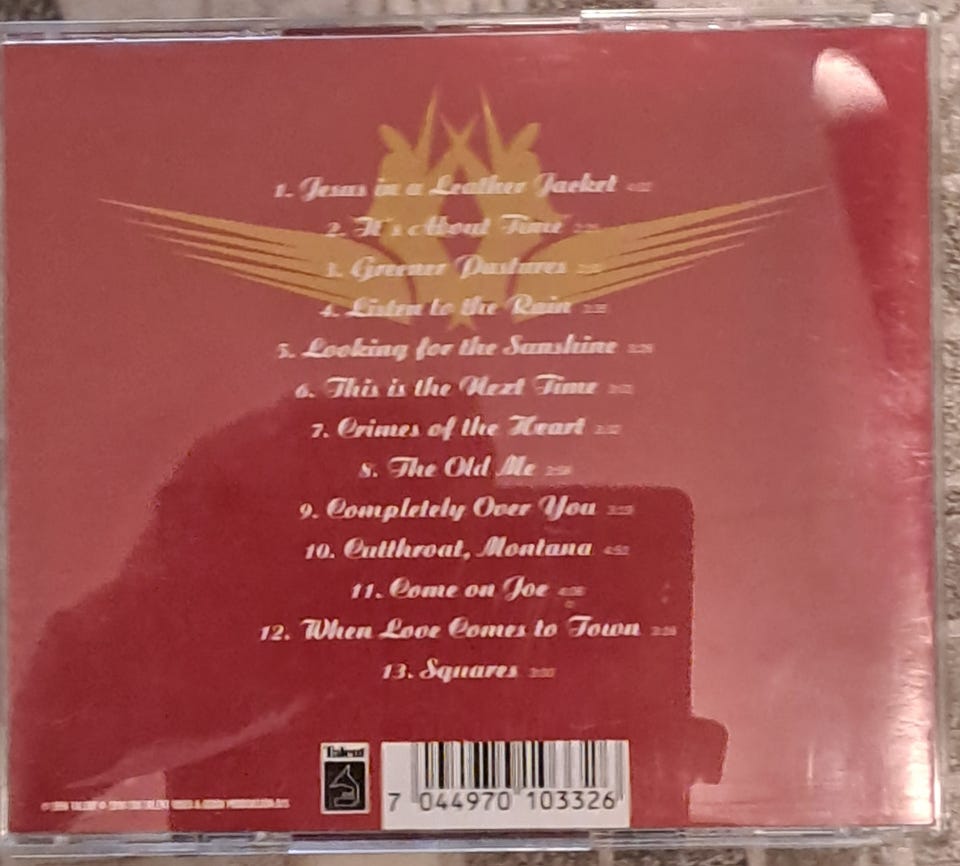 1. Jesus in a Leather Jacket
2. It's About Time
3. Greener Pastures
4. Listen to the Rain
5. Looking for the Sunshine
6. This is the Next Time
7. Crimes of the Heart
8. The Old Me
9. Completely Over You
10. Cutthroat, Montana
11. Come on Joe
12. When Love Comes to Town
13. Squares
Talent
7 044970 103326